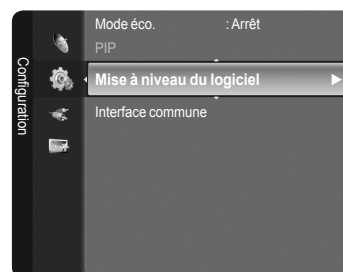 Configuration
Mode éco. : Arrêt
PIP
Mise à niveau du logiciel
Interface commune